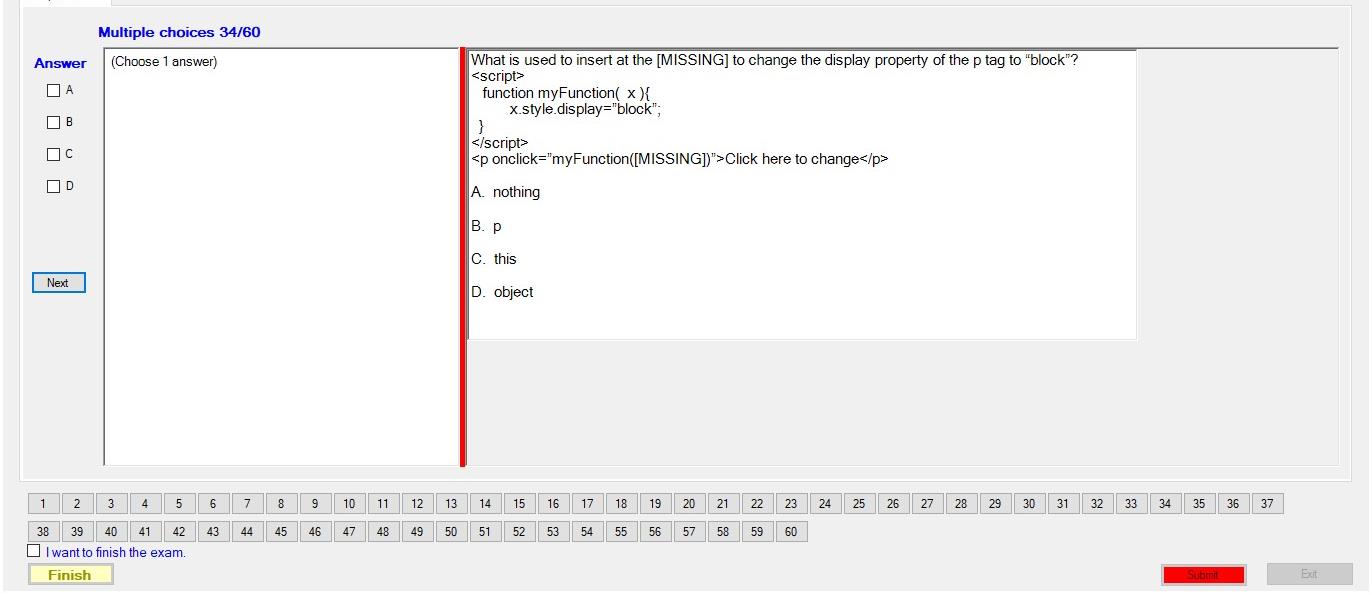 Multiple choices 34/60
Answer
(Choose 1 answer)
A
B
C
D
Next
What is used to insert at the [MISSING] to change the display property of the p tag to “block”?
<script>
function myFunction( x ){
x.style.display=”block”;
}
</script>
<p onclick=”myFunction([MISSING])”>Click here to change</p>
A. nothing
B. p
C. this
D. object
1 2 3 4 5 6 7 8 9 10 11 12 13 14 15 16 17 18 19 20 21 22 23 24 25 26 27 28 29 30 31 32 33 34 35 36 37
38 39 40 41 42 43 44 45 46 47 48 49 50 51 52 53 54 55 56 57 58 59 60
I want to finish the exam.
Finish
Submit
Exit